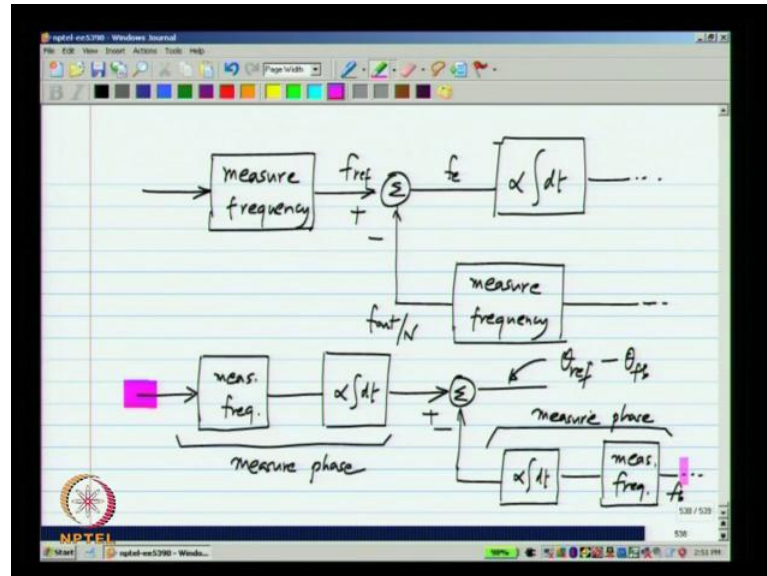 nptel-ee5390 - Windows Journal
File Edit View Insert Actions Tools Help
Page Width
measure
frequency
fref
+
Σ
-
fe
α∫dt
...
measure
frequency
...
fout/N
meas.
freq.
α∫dt
+
-
Σ
θref - θfb
measure phase
measure phase
α∫dt
meas.
freq.
fb
...
538 / 539
538
NPTEL
Start
nptel-ee5390 - Windo...
98%
2:51 PM